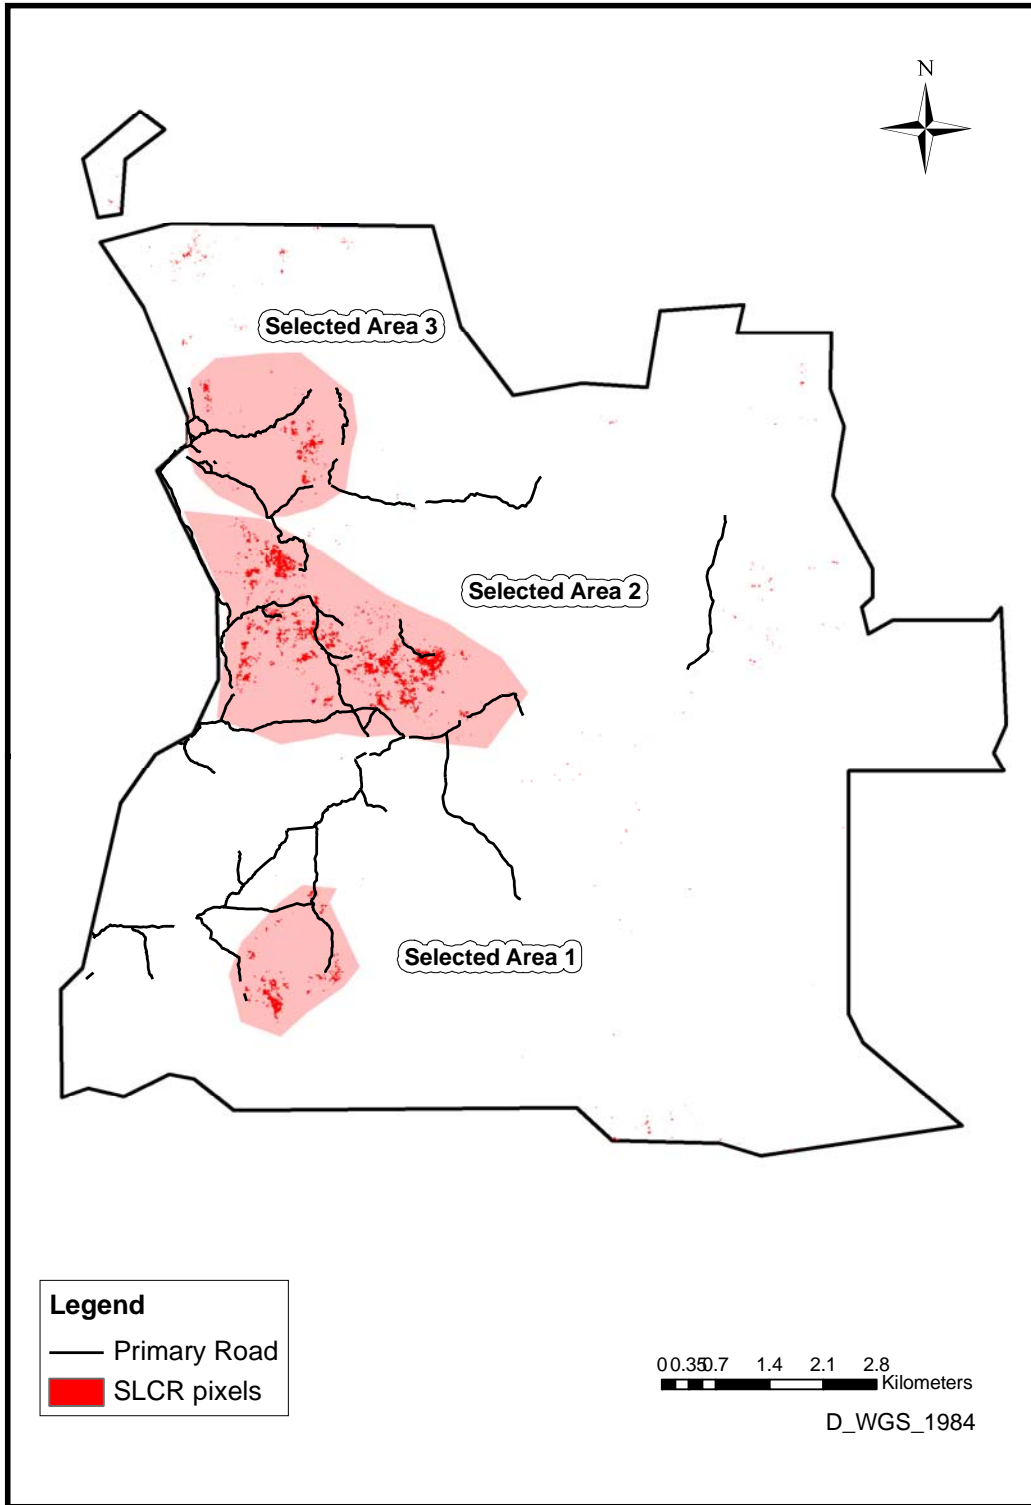 N
Selected Area 3
Selected Area 2
Selected Area 1
Legend
Primary Road
SLCR pixels
0 0.35 0.7 1.4 2.1 2.8
Kilometers
D_WGS_1984